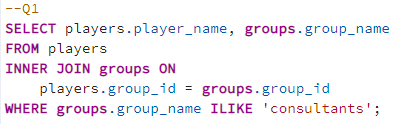 --Q1
SELECT players.player_name, groups.group_name
FROM players
INNER JOIN groups ON
    players.group_id = groups.group_id
WHERE groups.group_name ILIKE 'consultants';